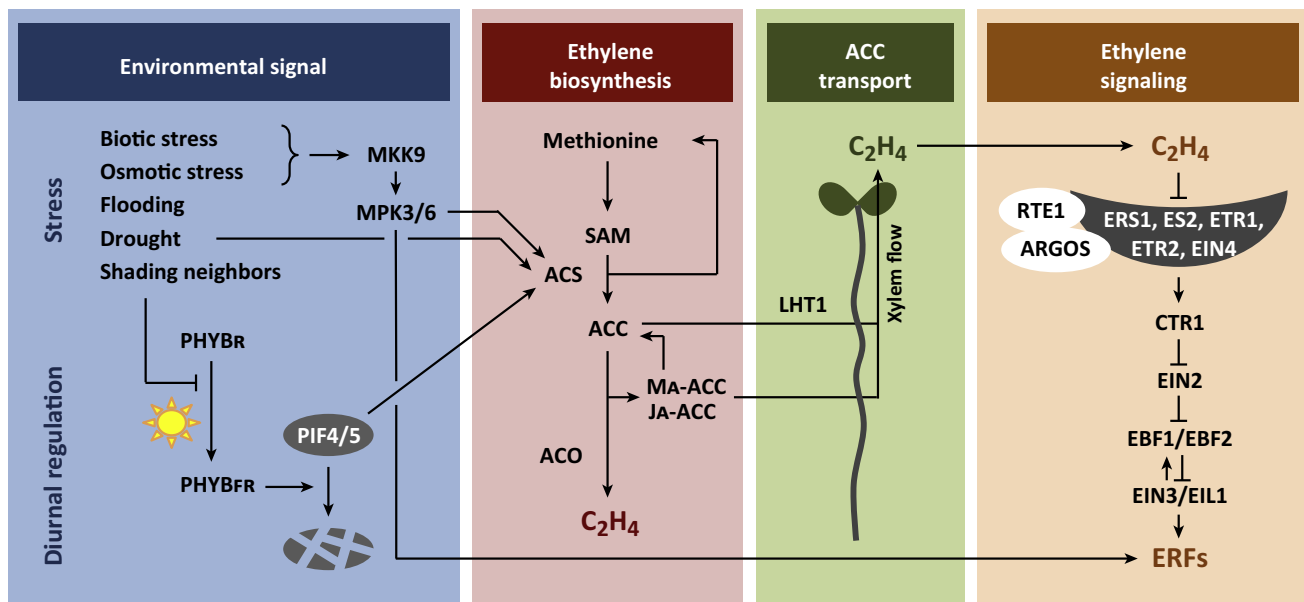 Environmental signal
Stress
Biotic stress
Osmotic stress
Flooding
Drought
Shading neighbors
MKK9
MPK3/6
Diurnal regulation
PHYBR
PHYBFR
PIF4/5
Ethylene
biosynthesis
Methionine
SAM
ACS
ACC
MA-ACC
JA-ACC
ACO
C₂H₄
ACC
transport
C₂H₄
LHT1
Xylem flow
Ethylene
signaling
C₂H₄
RTE1
ARGOS
ERS1, ES2, ETR1,
ETR2, EIN4
CTR1
EIN2
EBF1/EBF2
EIN3/EIL1
ERFs